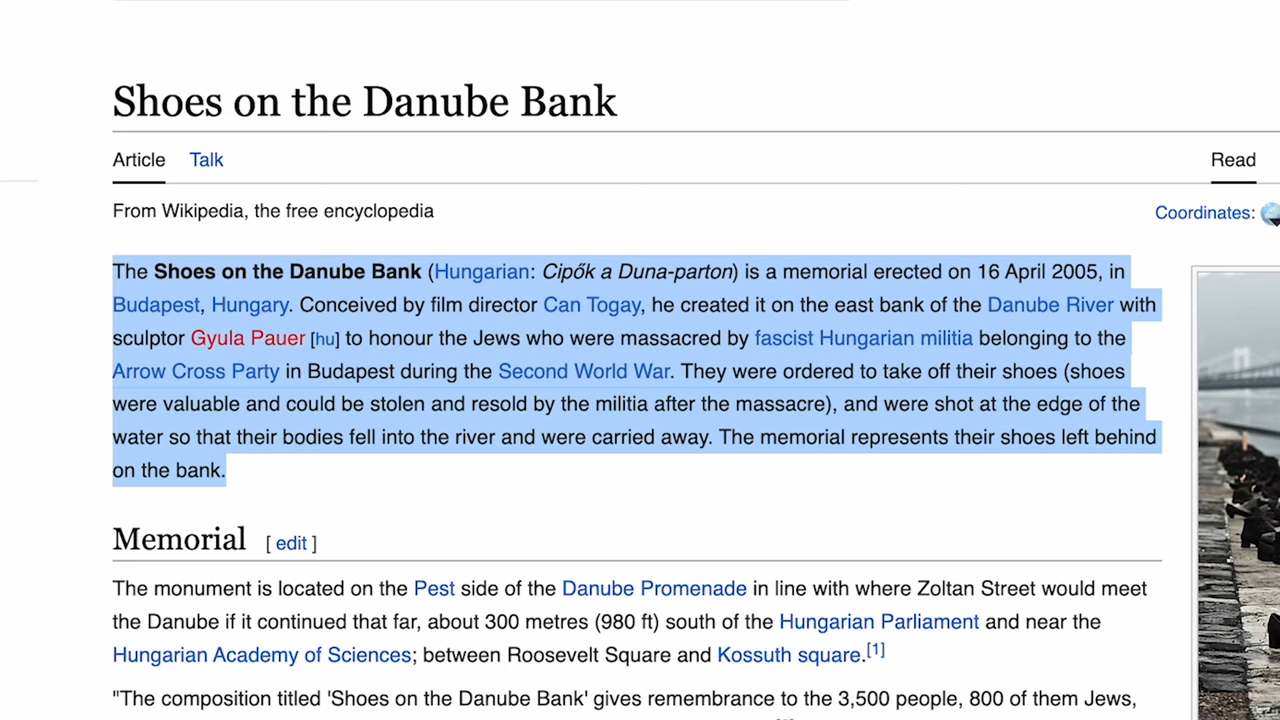 Shoes on the Danube Bank
Article Talk Read
From Wikipedia, the free encyclopedia
Coordinates:
The Shoes on the Danube Bank (Hungarian: Cipők a Duna-parton) is a memorial erected on 16 April 2005, in
Budapest, Hungary. Conceived by film director Can Togay, he created it on the east bank of the Danube River with
sculptor Gyula Pauer [hu] to honour the Jews who were massacred by fascist Hungarian militia belonging to the
Arrow Cross Party in Budapest during the Second World War. They were ordered to take off their shoes (shoes
were valuable and could be stolen and resold by the militia after the massacre), and were shot at the edge of the
water so that their bodies fell into the river and were carried away. The memorial represents their shoes left behind
on the bank.
Memorial [ edit ]
The monument is located on the Pest side of the Danube Promenade in line with where Zoltan Street would meet
the Danube if it continued that far, about 300 metres (980 ft) south of the Hungarian Parliament and near the
Hungarian Academy of Sciences; between Roosevelt Square and Kossuth square.[1]
"The composition titled 'Shoes on the Danube Bank' gives remembrance to the 3,500 people, 800 of them Jews,